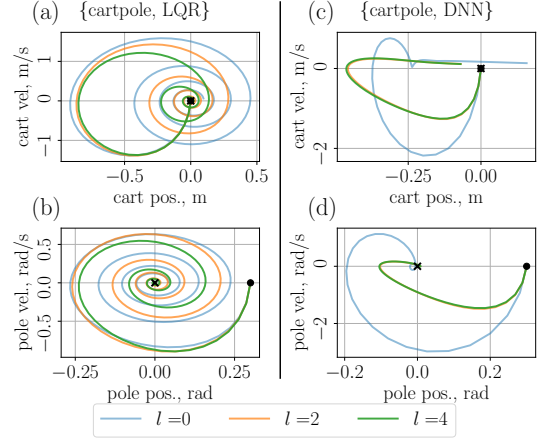 {cartpole, LQR}
{cartpole, DNN}
(a)
cart vel., m/s
1
0
−1
−0.5
0.0
0.5
cart pos., m
(c)
cart vel., m/s
0
−2
−0.25
0.00
cart pos., m
(b)
pole vel., rad/s
0.5
0.0
−0.5
−0.25
0.00
0.25
pole pos., rad
(d)
pole vel., rad/s
0
−2
−0.2
0.0
0.2
pole pos., rad
l =0
l =2
l =4